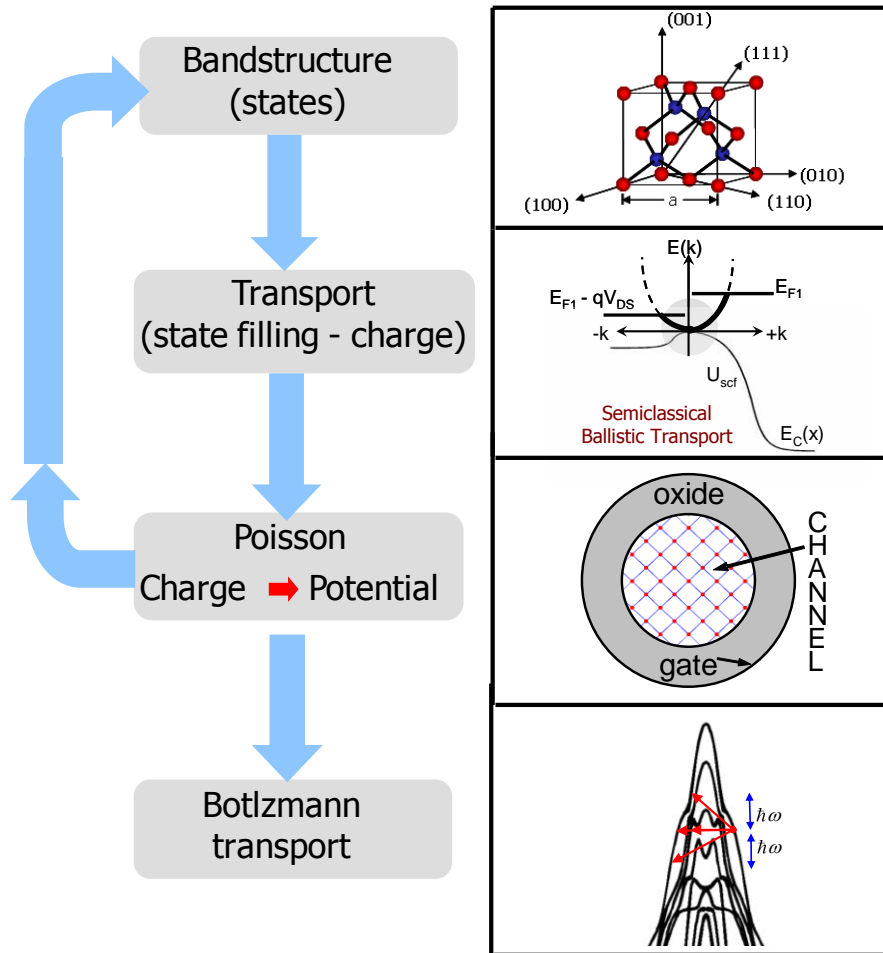 Bandstructure
(states)
Transport
(state filling - charge)
Poisson
Charge Potential
Botlzmann
transport
(001)
(111)
(010)
(100)
(110)
a
E(k)
E_F1 - qV_DS
E_F1
-k
+k
U_scf
Semiclassical
Ballistic Transport
E_C(x)
oxide
gate
CHANNEL
ℏω
ℏω